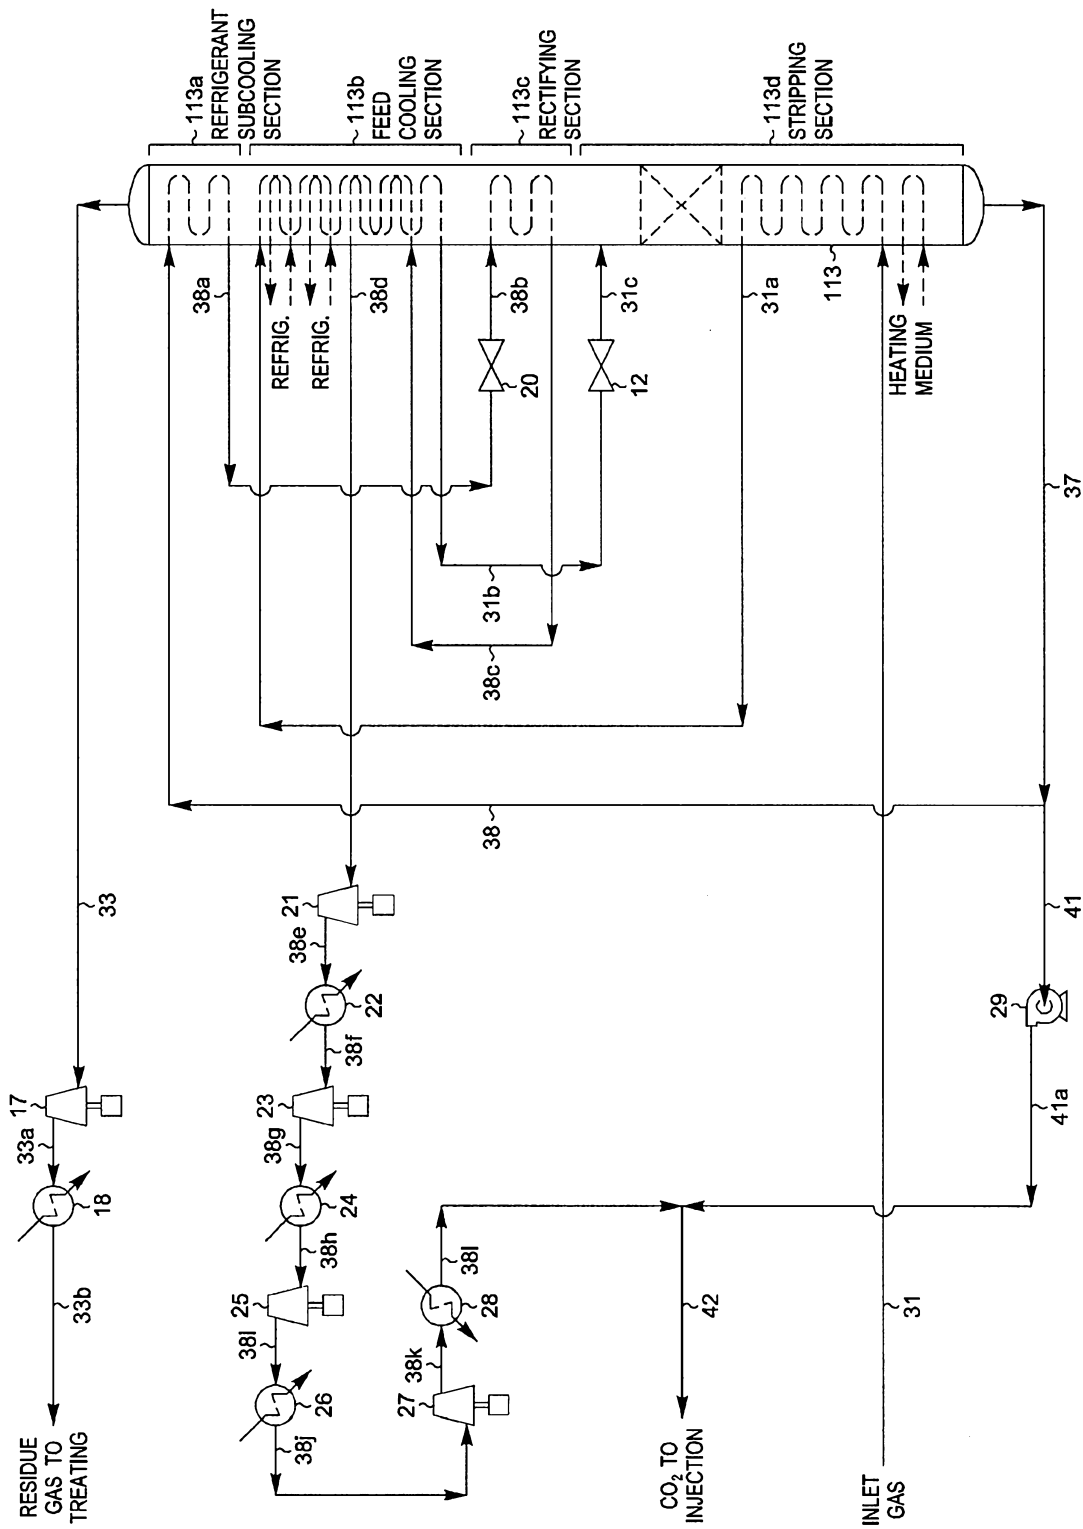 113a REFRIGERANT
SUBCOOLING
SECTION
113b
FEED
COOLING
SECTION
113c
RECTIFYING
SECTION
113d
STRIPPING
SECTION
33
38a
REFRIG.
REFRIG.
38d
38b
20
31c
12
31a
113
HEATING
MEDIUM
37
31b
38c
38
33
21
38e
22
38f
41
29
17
33a
18
23
38g
24
38h
41a
33b
25
38l
26
38j
38l
28
38k
27
42
31
RESIDUE
GAS TO
TREATING
CO2 TO
INJECTION
INLET
GAS